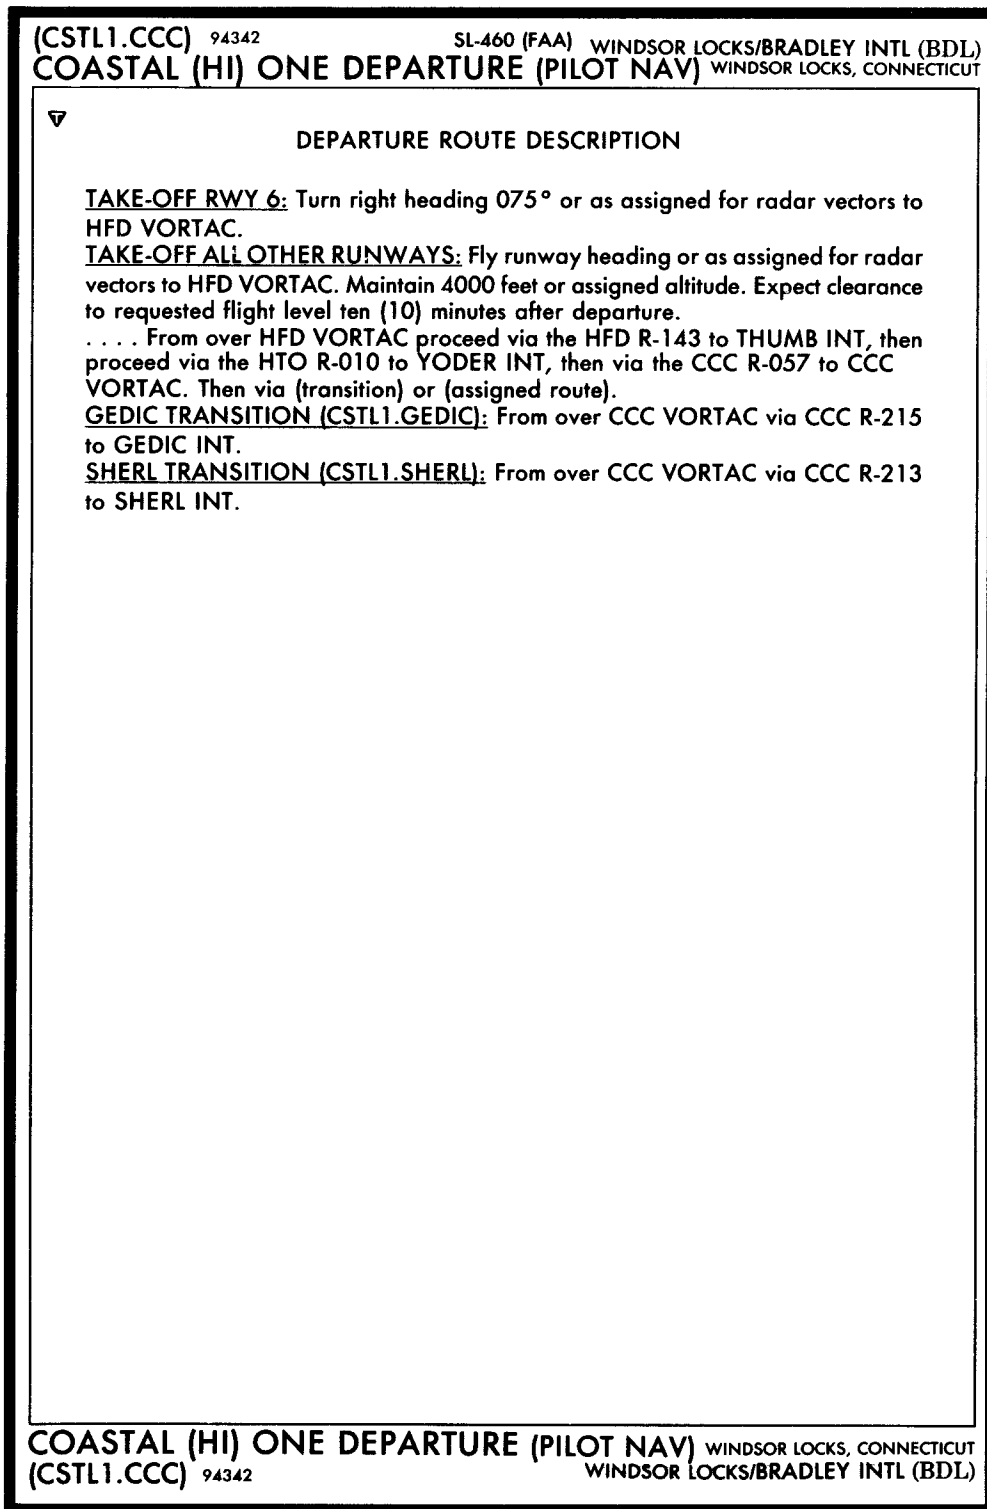 (CSTL1.CCC) 94342 SL-460 (FAA) WINDSOR LOCKS/BRADLEY INTL (BDL)
COASTAL (HI) ONE DEPARTURE (PILOT NAV) WINDSOR LOCKS, CONNECTICUT
T
DEPARTURE ROUTE DESCRIPTION
TAKE-OFF RWY 6: Turn right heading 075° or as assigned for radar vectors to
HFD VORTAC.
TAKE-OFF ALL OTHER RUNWAYS: Fly runway heading or as assigned for radar
vectors to HFD VORTAC. Maintain 4000 feet or assigned altitude. Expect clearance
to requested flight level ten (10) minutes after departure.
. . . . From over HFD VORTAC proceed via the HFD R-143 to THUMB INT, then
proceed via the HTO R-010 to YODER INT, then via the CCC R-057 to CCC
VORTAC. Then via (transition) or (assigned route).
GEDIC TRANSITION (CSTL1.GEDIC): From over CCC VORTAC via CCC R-215
to GEDIC INT.
SHERL TRANSITION (CSTL1.SHERL): From over CCC VORTAC via CCC R-213
to SHERL INT.
COASTAL (HI) ONE DEPARTURE (PILOT NAV) WINDSOR LOCKS, CONNECTICUT
(CSTL1.CCC) 94342 WINDSOR LOCKS/BRADLEY INTL (BDL)